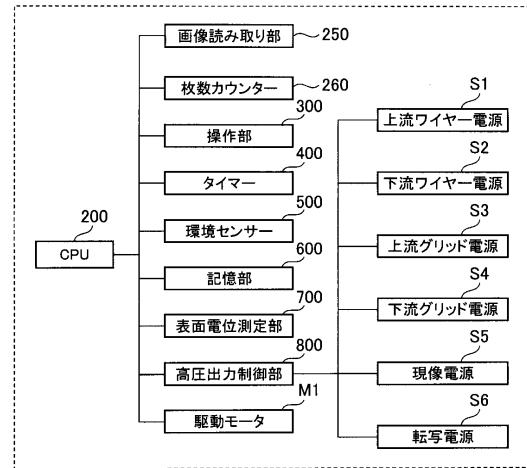 画像読み取り部
250
枚数カウンター
260
300
操作部
400
タイマー
500
環境センサー
200
CPU
600
記憶部
700
表面電位測定部
800
高圧出力制御部
M1
駆動モータ
S1
上流ワイヤー電源
S2
下流ワイヤー電源
S3
上流グリッド電源
S4
下流グリッド電源
S5
現像電源
S6
転写電源